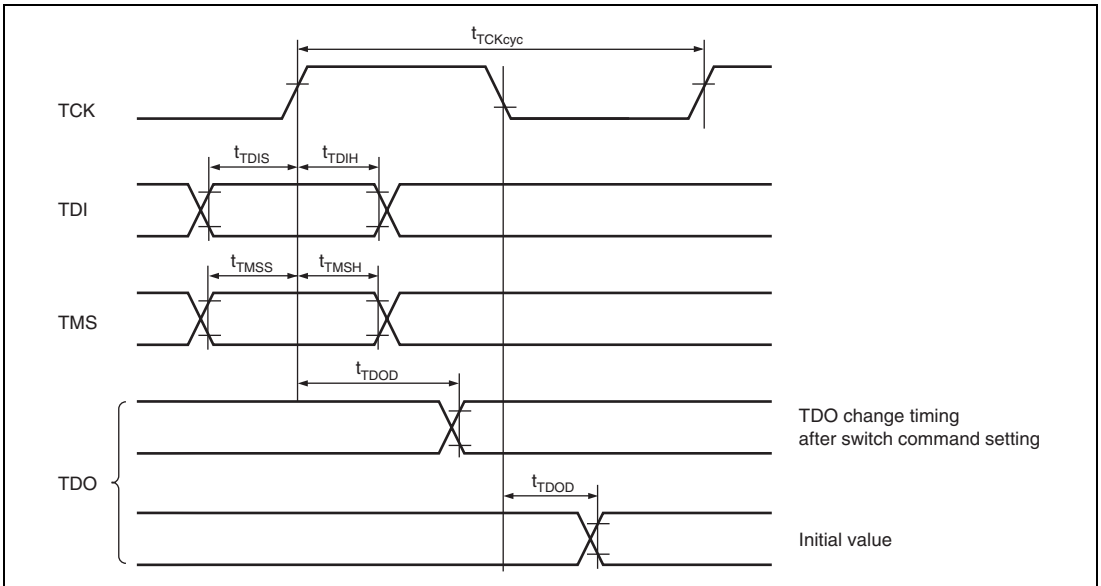 tTCKcyc
TCK
tTDIS
tTDIH
TDI
tTMSS
tTMSH
TMS
tTDOD
TDO change timing
after switch command setting
TDO
tTDOD
Initial value